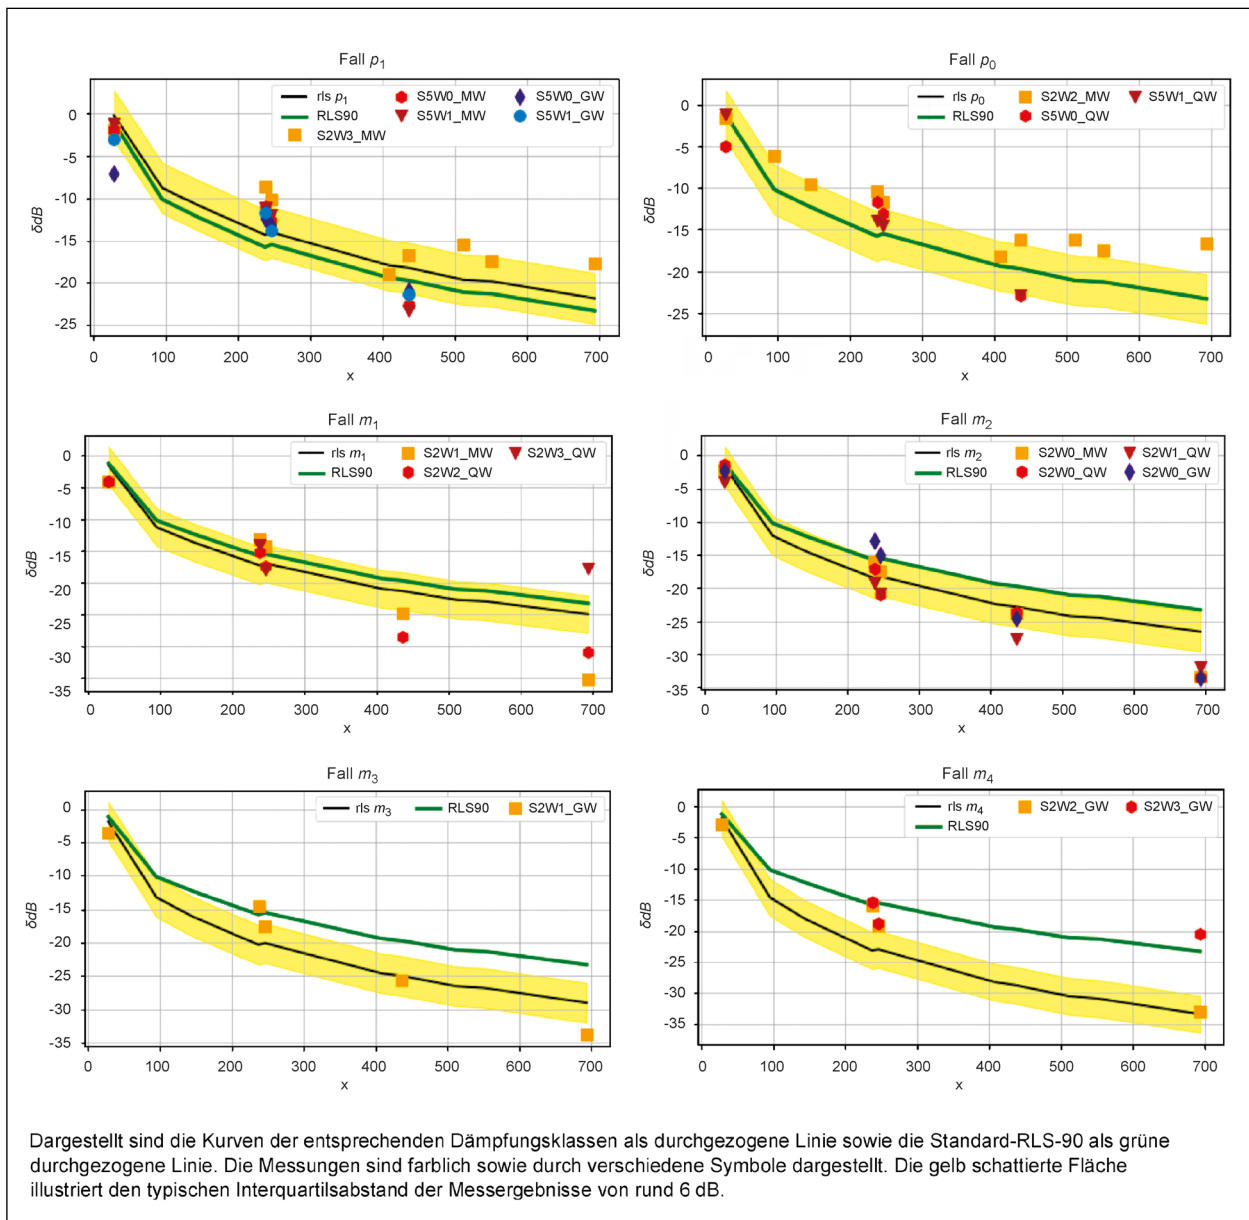 Fall p1
rls p1
RLS90
S2W3_MW
S5W0_MW
S5W1_MW
S5W0_GW
S5W1_GW
δdB
0
-5
-10
-15
-20
-25
0 100 200 300 400 500 600 700
x
Fall p0
rls p0
RLS90
S2W2_MW
S5W0_QW
S5W1_QW
δdB
0
-5
-10
-15
-20
-25
0 100 200 300 400 500 600 700
x
Fall m1
rls m1
RLS90
S2W1_MW
S2W2_QW
S2W3_QW
δdB
0
-5
-10
-15
-20
-25
-30
-35
0 100 200 300 400 500 600 700
x
Fall m2
rls m2
RLS90
S2W0_MW
S2W0_QW
S2W1_QW
S2W0_GW
δdB
0
-5
-10
-15
-20
-25
-30
-35
0 100 200 300 400 500 600 700
x
Fall m3
rls m3
RLS90
S2W1_GW
δdB
0
-5
-10
-15
-20
-25
-30
-35
0 100 200 300 400 500 600 700
x
Fall m4
rls m4
RLS90
S2W2_GW
S2W3_GW
δdB
0
-5
-10
-15
-20
-25
-30
-35
0 100 200 300 400 500 600 700
x
Dargestellt sind die Kurven der entsprechenden Dämpfungsklassen als durchgezogene Linie sowie die Standard-RLS-90 als grüne
durchgezogene Linie. Die Messungen sind farblich sowie durch verschiedene Symbole dargestellt. Die gelb schattierte Fläche
illustriert den typischen Interquartilsabstand der Messergebnisse von rund 6 dB.